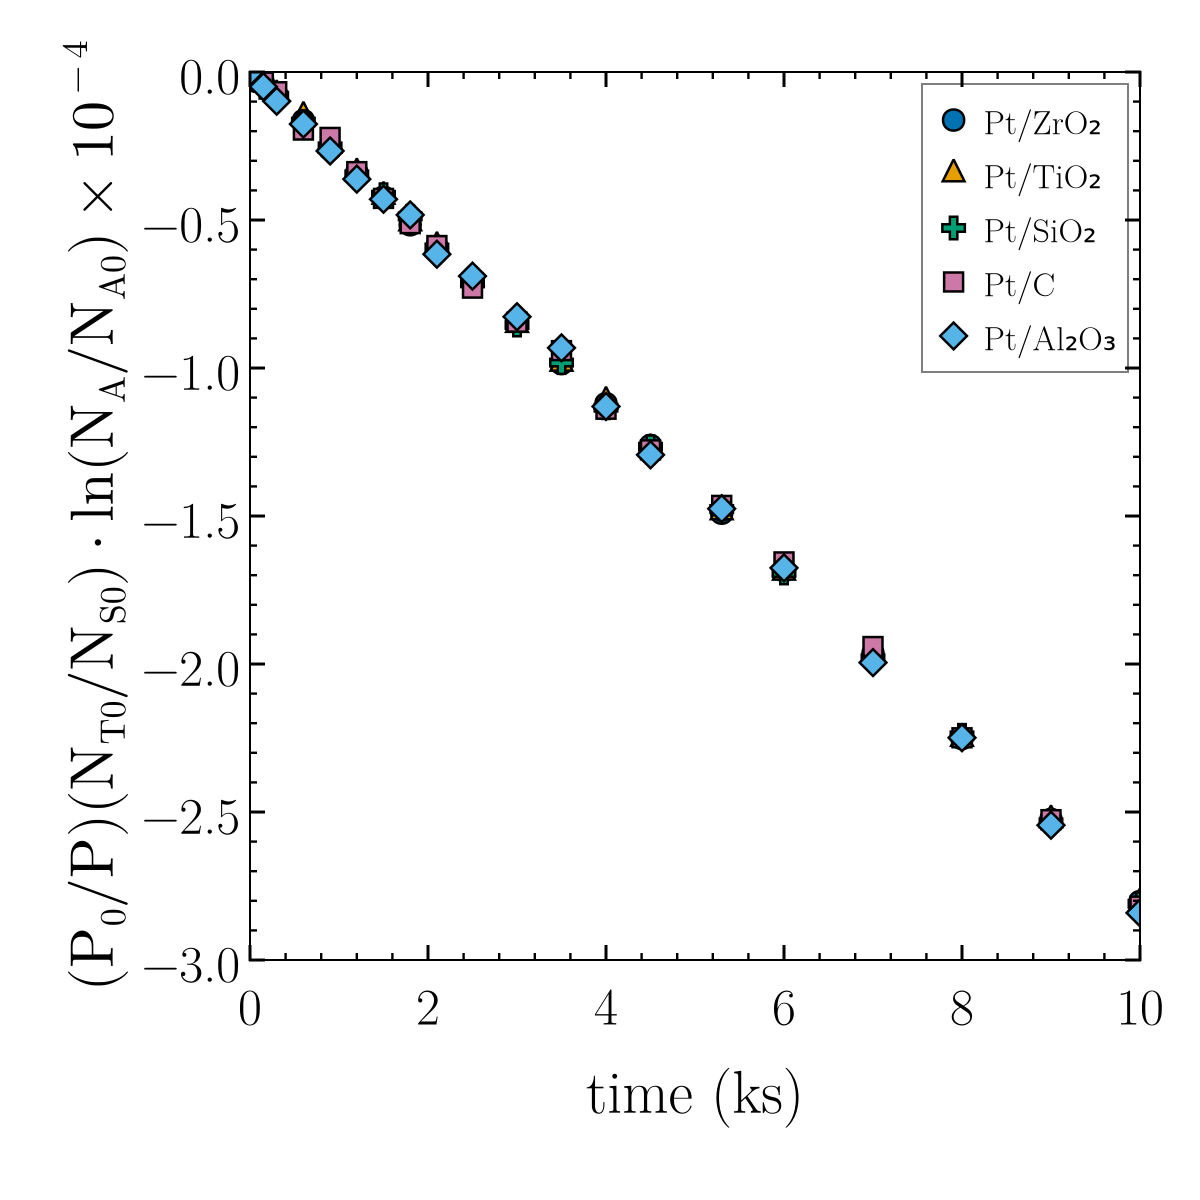 (P₀/P)(N_T0/N_S0) · ln(N_A/N_A0) × 10⁻⁴
0.0
−0.5
−1.0
−1.5
−2.0
−2.5
−3.0
Pt/ZrO₂
Pt/TiO₂
Pt/SiO₂
Pt/C
Pt/Al₂O₃
0 2 4 6 8 10
time (ks)